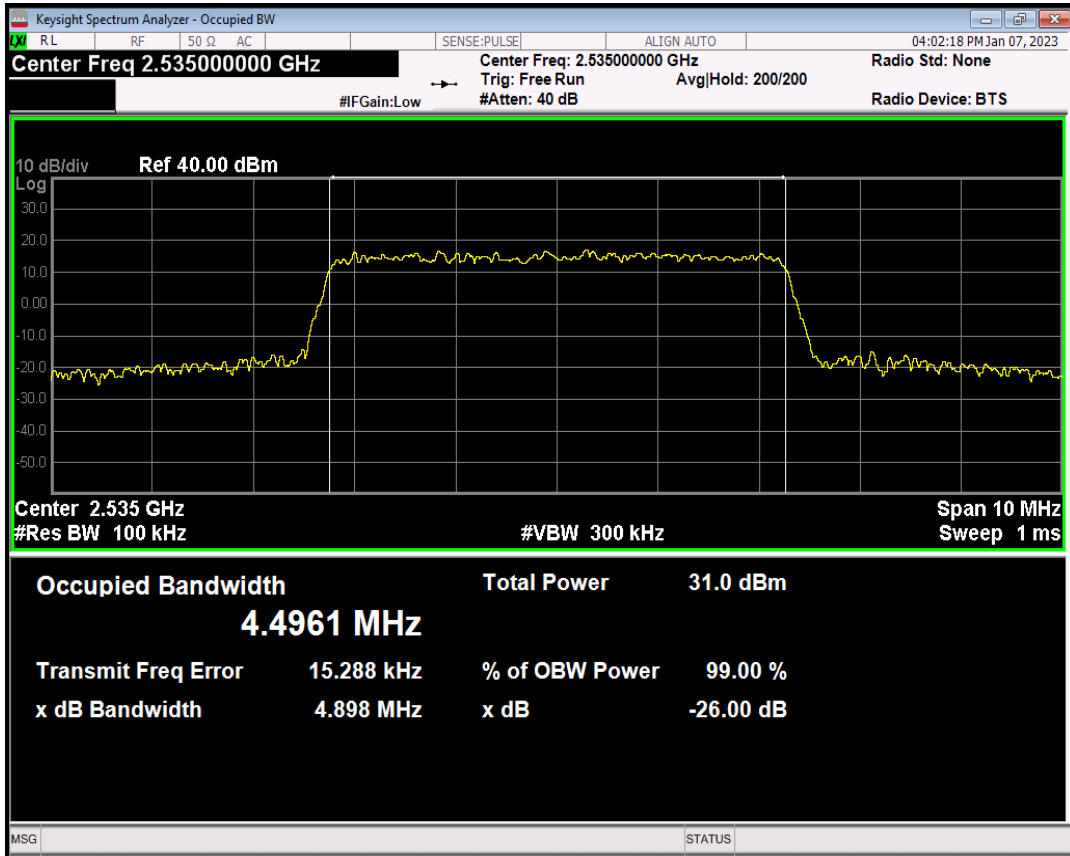 Keysight Spectrum Analyzer - Occupied BW
LXI RL RF 50 Ω AC SENSE:PULSE ALIGN AUTO 04:02:18 PM Jan 07, 2023
Center Freq 2.535000000 GHz Center Freq: 2.535000000 GHz Radio Std: None
Trig: Free Run Avg|Hold: 200/200
#IFGain:Low #Atten: 40 dB Radio Device: BTS
10 dB/div Ref 40.00 dBm
Log
30.0
20.0
10.0
0.00
-10.0
-20.0
-30.0
-40.0
-50.0
Center 2.535 GHz Span 10 MHz
#Res BW 100 kHz #VBW 300 kHz Sweep 1 ms
Occupied Bandwidth Total Power 31.0 dBm
4.4961 MHz
Transmit Freq Error 15.288 kHz % of OBW Power 99.00 %
x dB Bandwidth 4.898 MHz x dB -26.00 dB
MSG STATUS